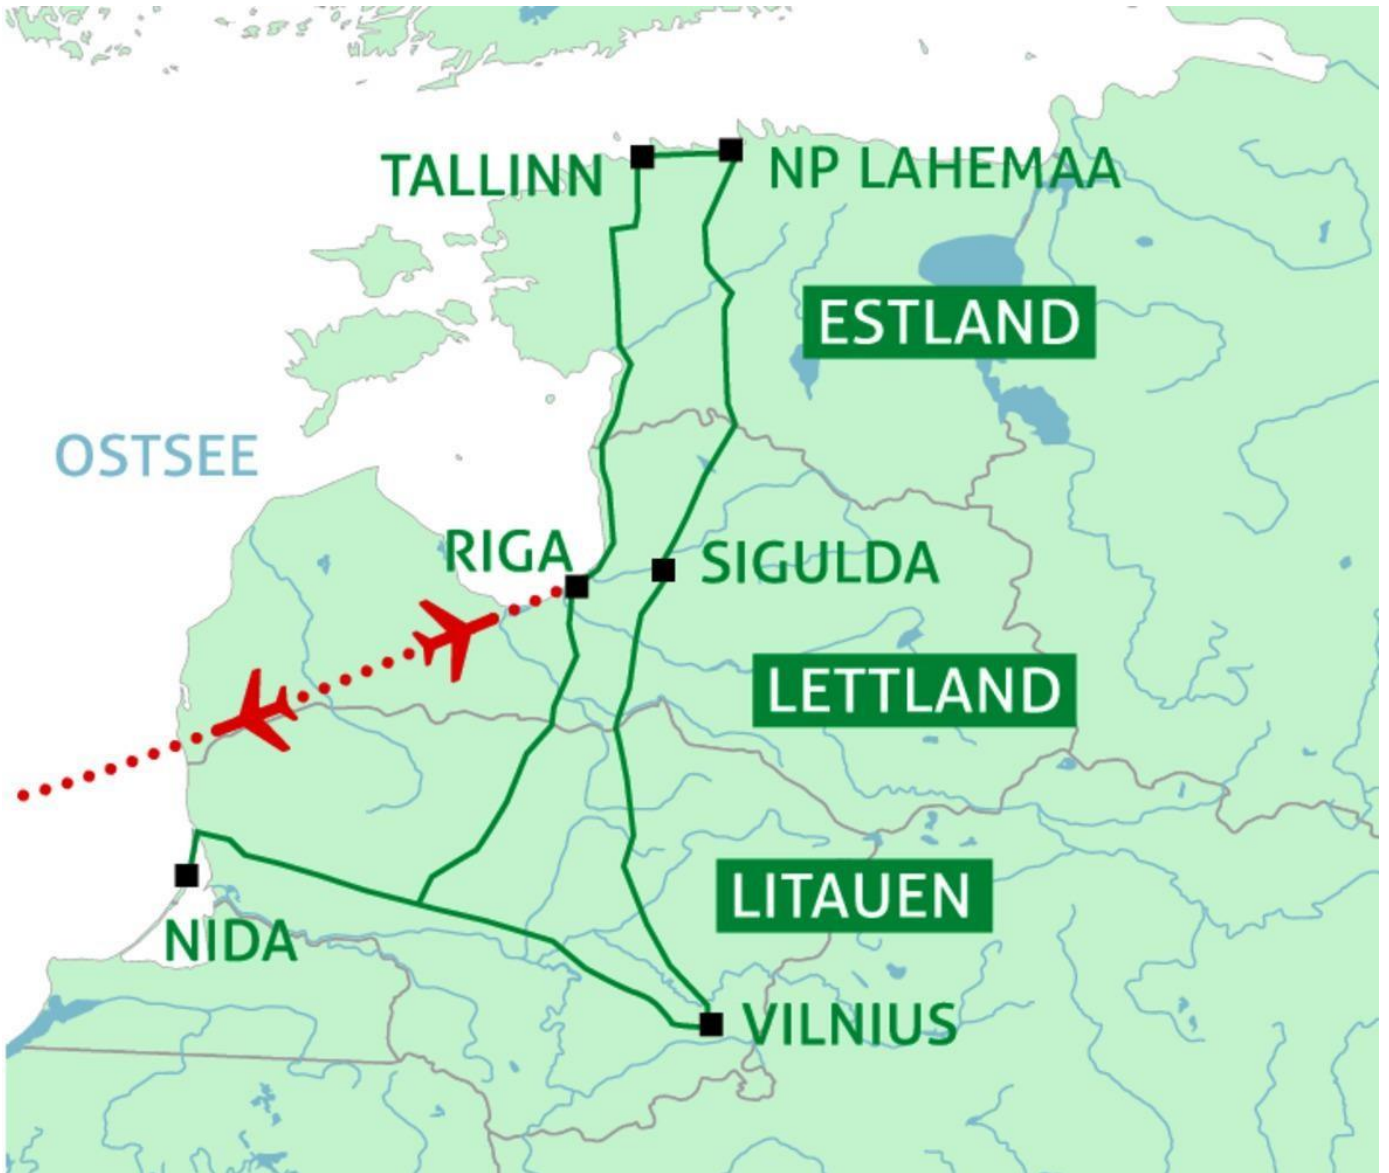 TALLINN
NP LAHEMAA
ESTLAND
OSTSEE
RIGA
SIGULDA
LETTLAND
LITAUEN
NIDA
VILNIUS